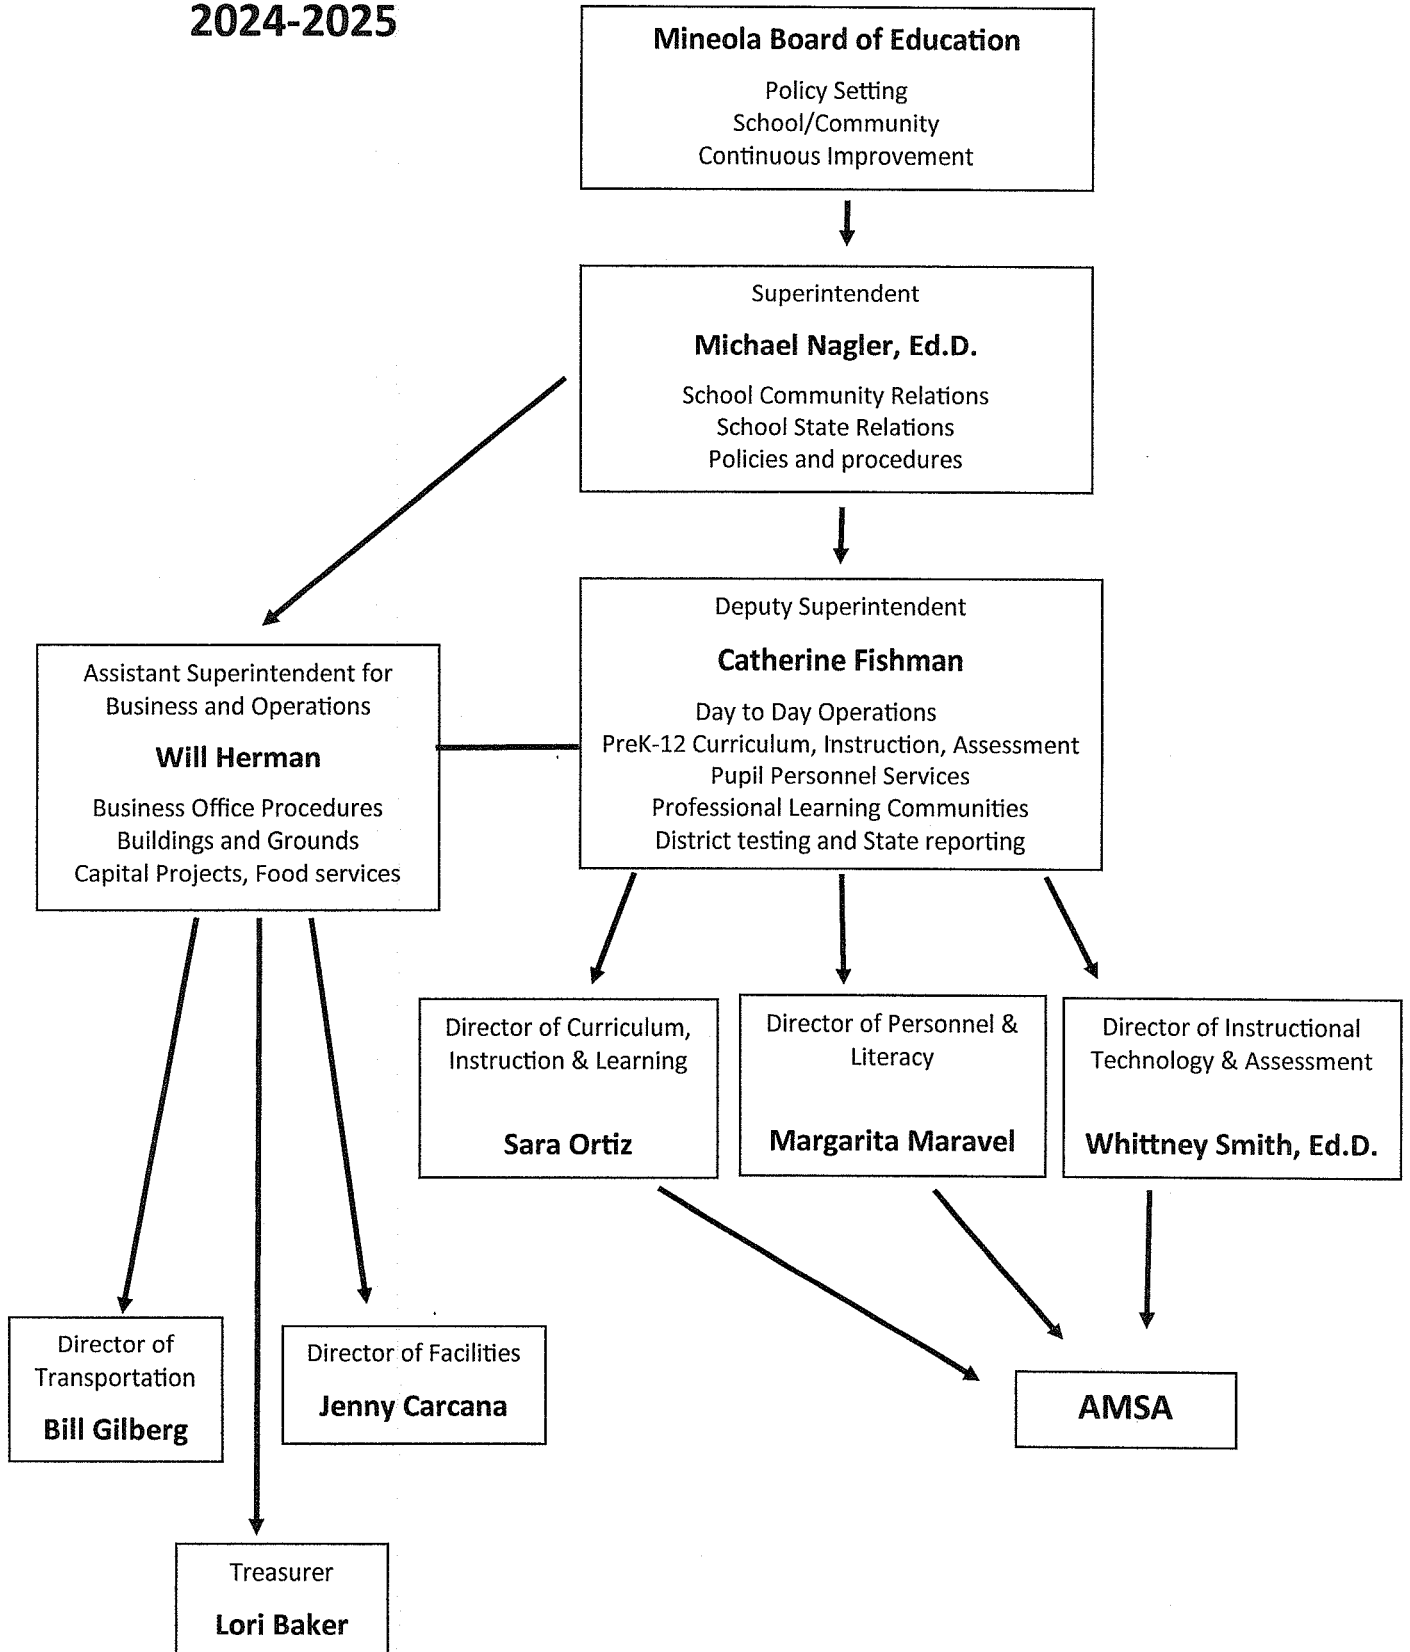 2024-2025
Mineola Board of Education
Policy Setting
School/Community
Continuous Improvement
Superintendent
Michael Nagler, Ed.D.
School Community Relations
School State Relations
Policies and procedures
Assistant Superintendent for
Business and Operations
Will Herman
Business Office Procedures
Buildings and Grounds
Capital Projects, Food services
Deputy Superintendent
Catherine Fishman
Day to Day Operations
PreK-12 Curriculum, Instruction, Assessment
Pupil Personnel Services
Professional Learning Communities
District testing and State reporting
Director of Curriculum,
Instruction & Learning
Sara Ortiz
Director of Personnel &
Literacy
Margarita Maravel
Director of Instructional
Technology & Assessment
Whittney Smith, Ed.D.
Director of
Transportation
Bill Gilberg
Director of Facilities
Jenny Carcana
AMSA
Treasurer
Lori Baker